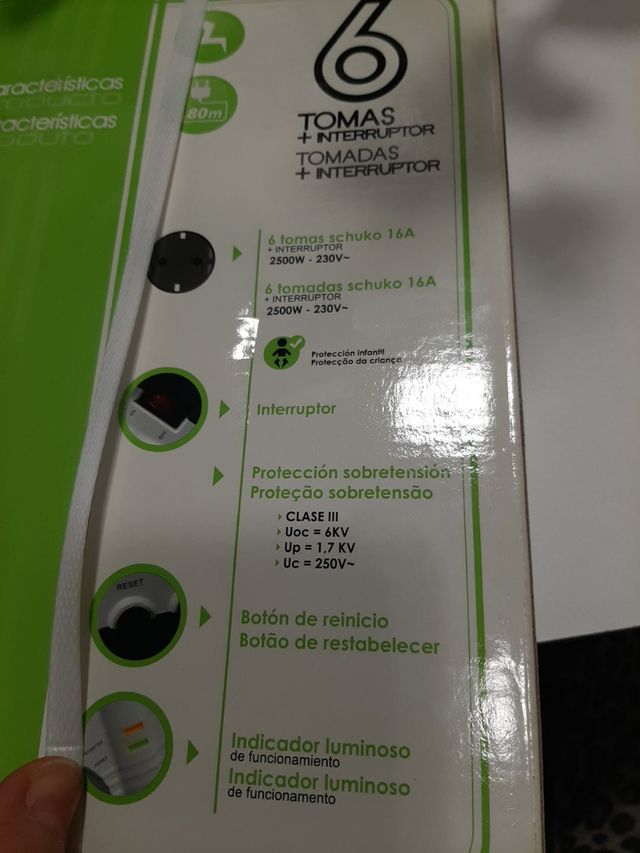 6
TOMAS
+ INTERRUPTOR
TOMADAS
+ INTERRUPTOR
80m
aracteristicas
racterísticas
6 tomas schuko 16A
+ INTERRUPTOR
2500W - 230V~
6 tomadas schuko 16A
+ INTERRUPTOR
2500W - 230V~
Protección infantil
Protecção da criança
Interruptor
Protección sobretensión
Proteção sobretensão
CLASE III
Uoc = 6KV
Up = 1,7 KV
Uc = 250V~
RESET
Botón de reinicio
Botão de restabelecer
Indicador luminoso
de funcionamiento
Indicador luminoso
de funcionamento